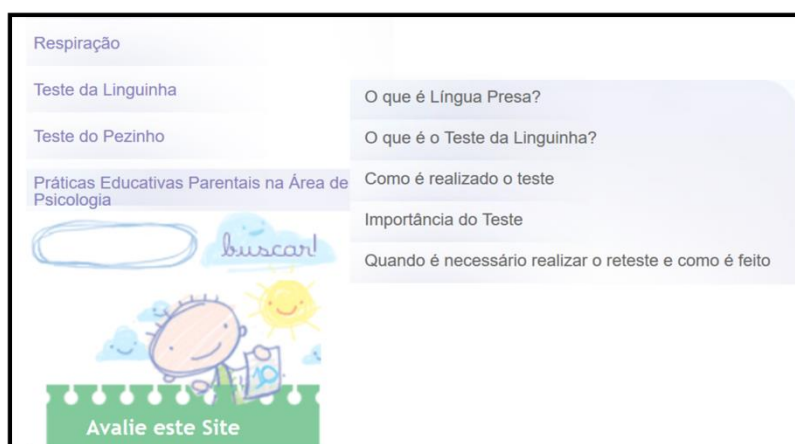 Respiração
Teste da Linguinha
Teste do Pezinho
Práticas Educativas Parentais na Área de
Psicologia
O que é Língua Presa?
O que é o Teste da Linguinha?
Como é realizado o teste
Importância do Teste
Quando é necessário realizar o reteste e como é feito
buscar!
10
Avalie este Site